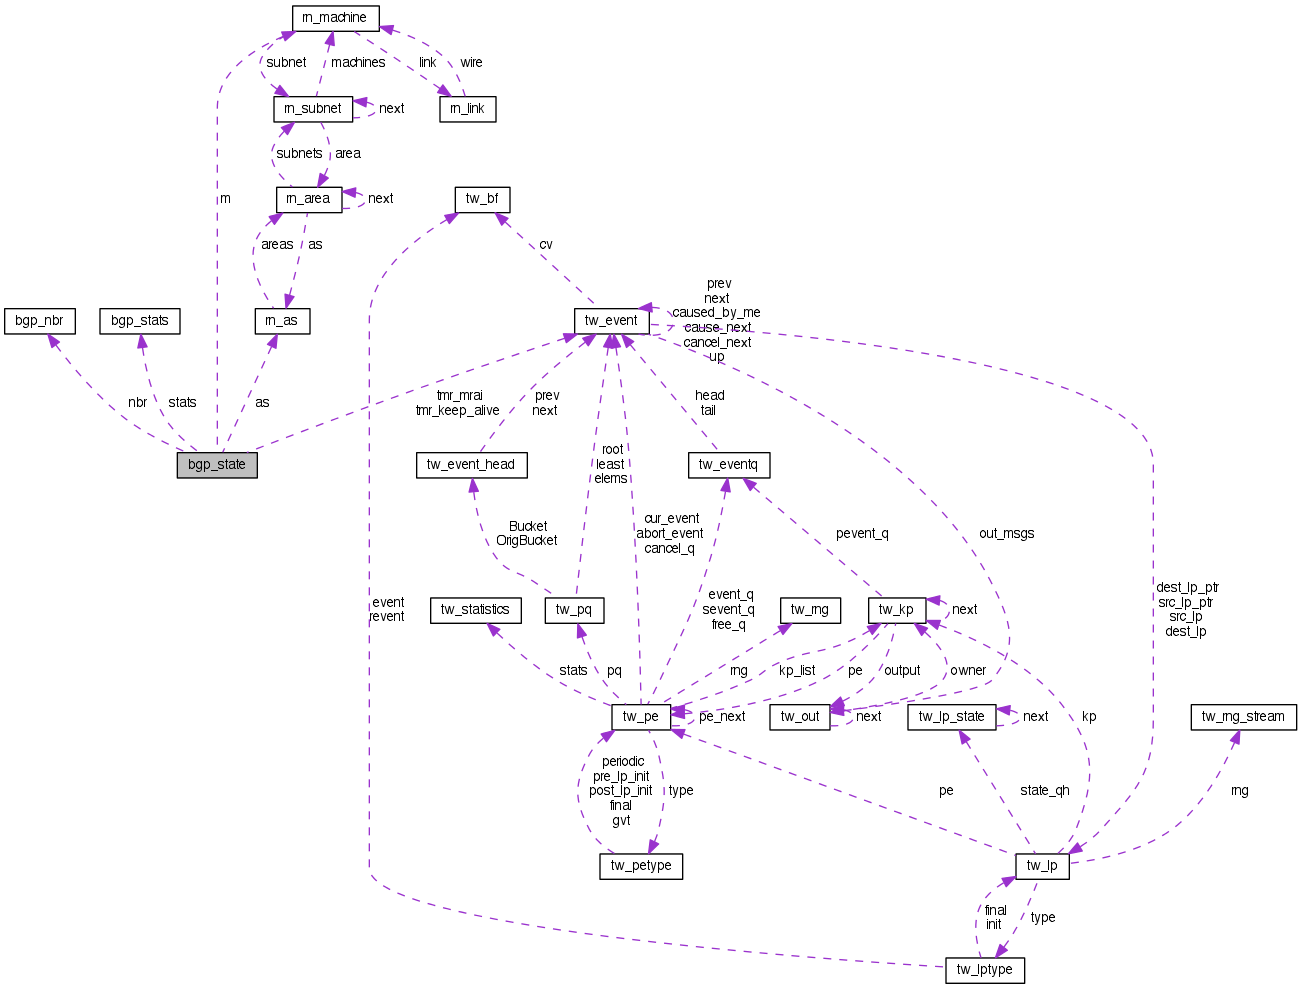 rn_machine
subnet
machines
link
wire
rn_subnet
next
rn_link
subnets
area
m
rn_area
next
tw_bf
areas
as
cv
prev
next
caused_by_me
cause_next
cancel_next
up
bgp_nbr
bgp_stats
rn_as
tw_event
nbr
stats
as
tmr_mrai
tmr_keep_alive
prev
next
head
tail
bgp_state
tw_event_head
root
least
elems
tw_eventq
Bucket
OrigBucket
cur_event
abort_event
cancel_q
pevent_q
out_msgs
event
revent
tw_statistics
tw_pq
event_q
sevent_q
free_q
tw_rng
tw_kp
next
dest_lp_ptr
src_lp_ptr
src_lp
dest_lp
stats
pq
rng
kp_list
pe
output
owner
tw_pe
pe_next
tw_out
next
tw_lp_state
next
kp
tw_rng_stream
periodic
pre_lp_init
post_lp_init
final
gvt
type
pe
state_qh
rng
tw_petype
tw_lp
final
init
type
tw_lptype